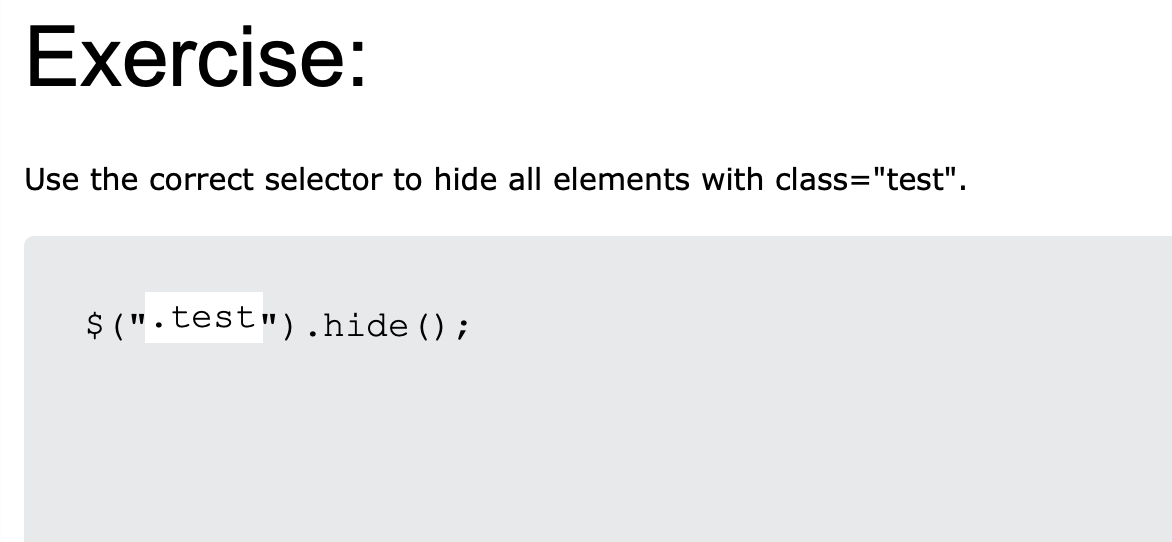 Exercise:
Use the correct selector to hide all elements with class="test".
$(".test").hide();